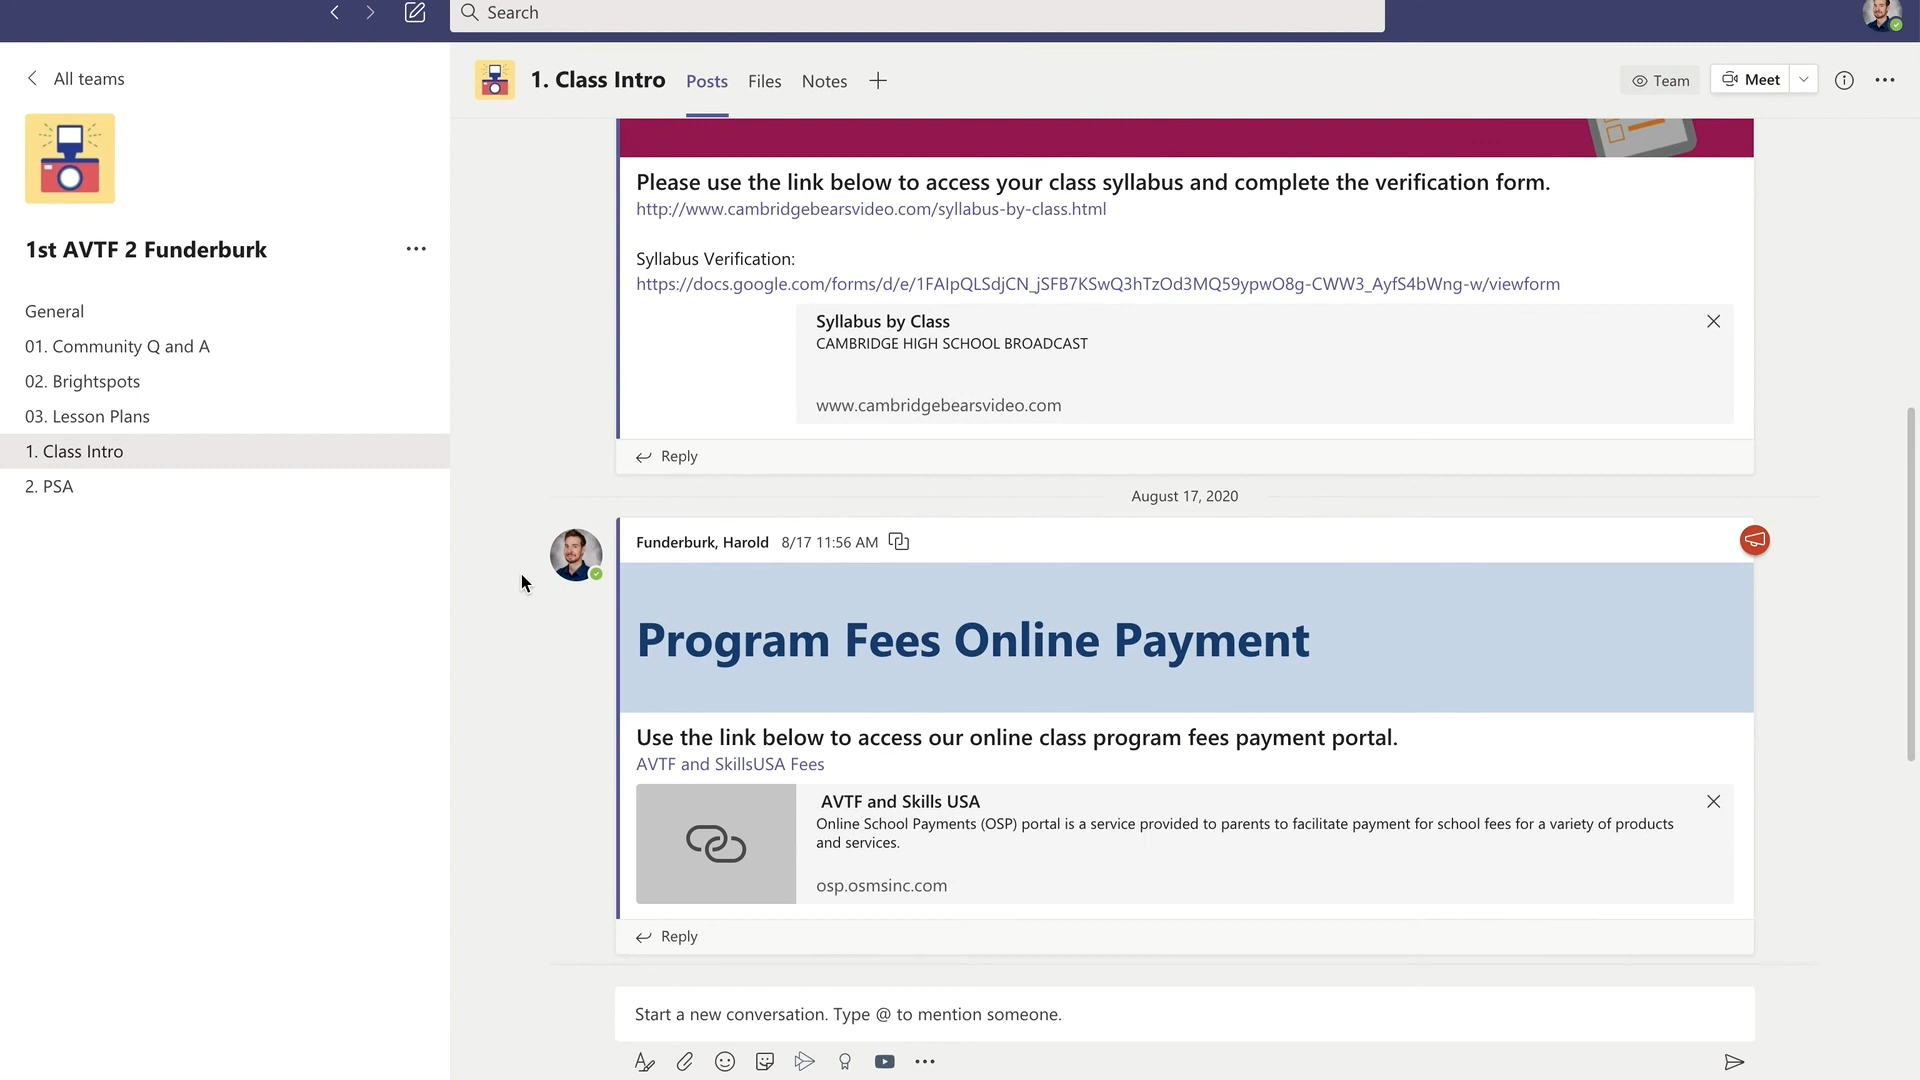 Search
All teams
1st AVTF 2 Funderburk
General
01. Community Q and A
02. Brightspots
03. Lesson Plans
1. Class Intro
2. PSA
1. Class Intro Posts Files Notes
Team Meet
Please use the link below to access your class syllabus and complete the verification form.
http://www.cambridgebearsvideo.com/syllabus-by-class.html
Syllabus Verification:
https://docs.google.com/forms/d/e/1FAIpQLSdjCN_jSFB7KSwQ3hTzOd3MQ59ypwO8g-CWW3_AyfS4bWng-w/viewform
Syllabus by Class
CAMBRIDGE HIGH SCHOOL BROADCAST
www.cambridgebearsvideo.com
Reply
August 17, 2020
Funderburk, Harold 8/17 11:56 AM
Program Fees Online Payment
Use the link below to access our online class program fees payment portal.
AVTF and SkillsUSA Fees
AVTF and Skills USA
Online School Payments (OSP) portal is a service provided to parents to facilitate payment for school fees for a variety of products
and services.
osp.osmsinc.com
Reply
Start a new conversation. Type @ to mention someone.